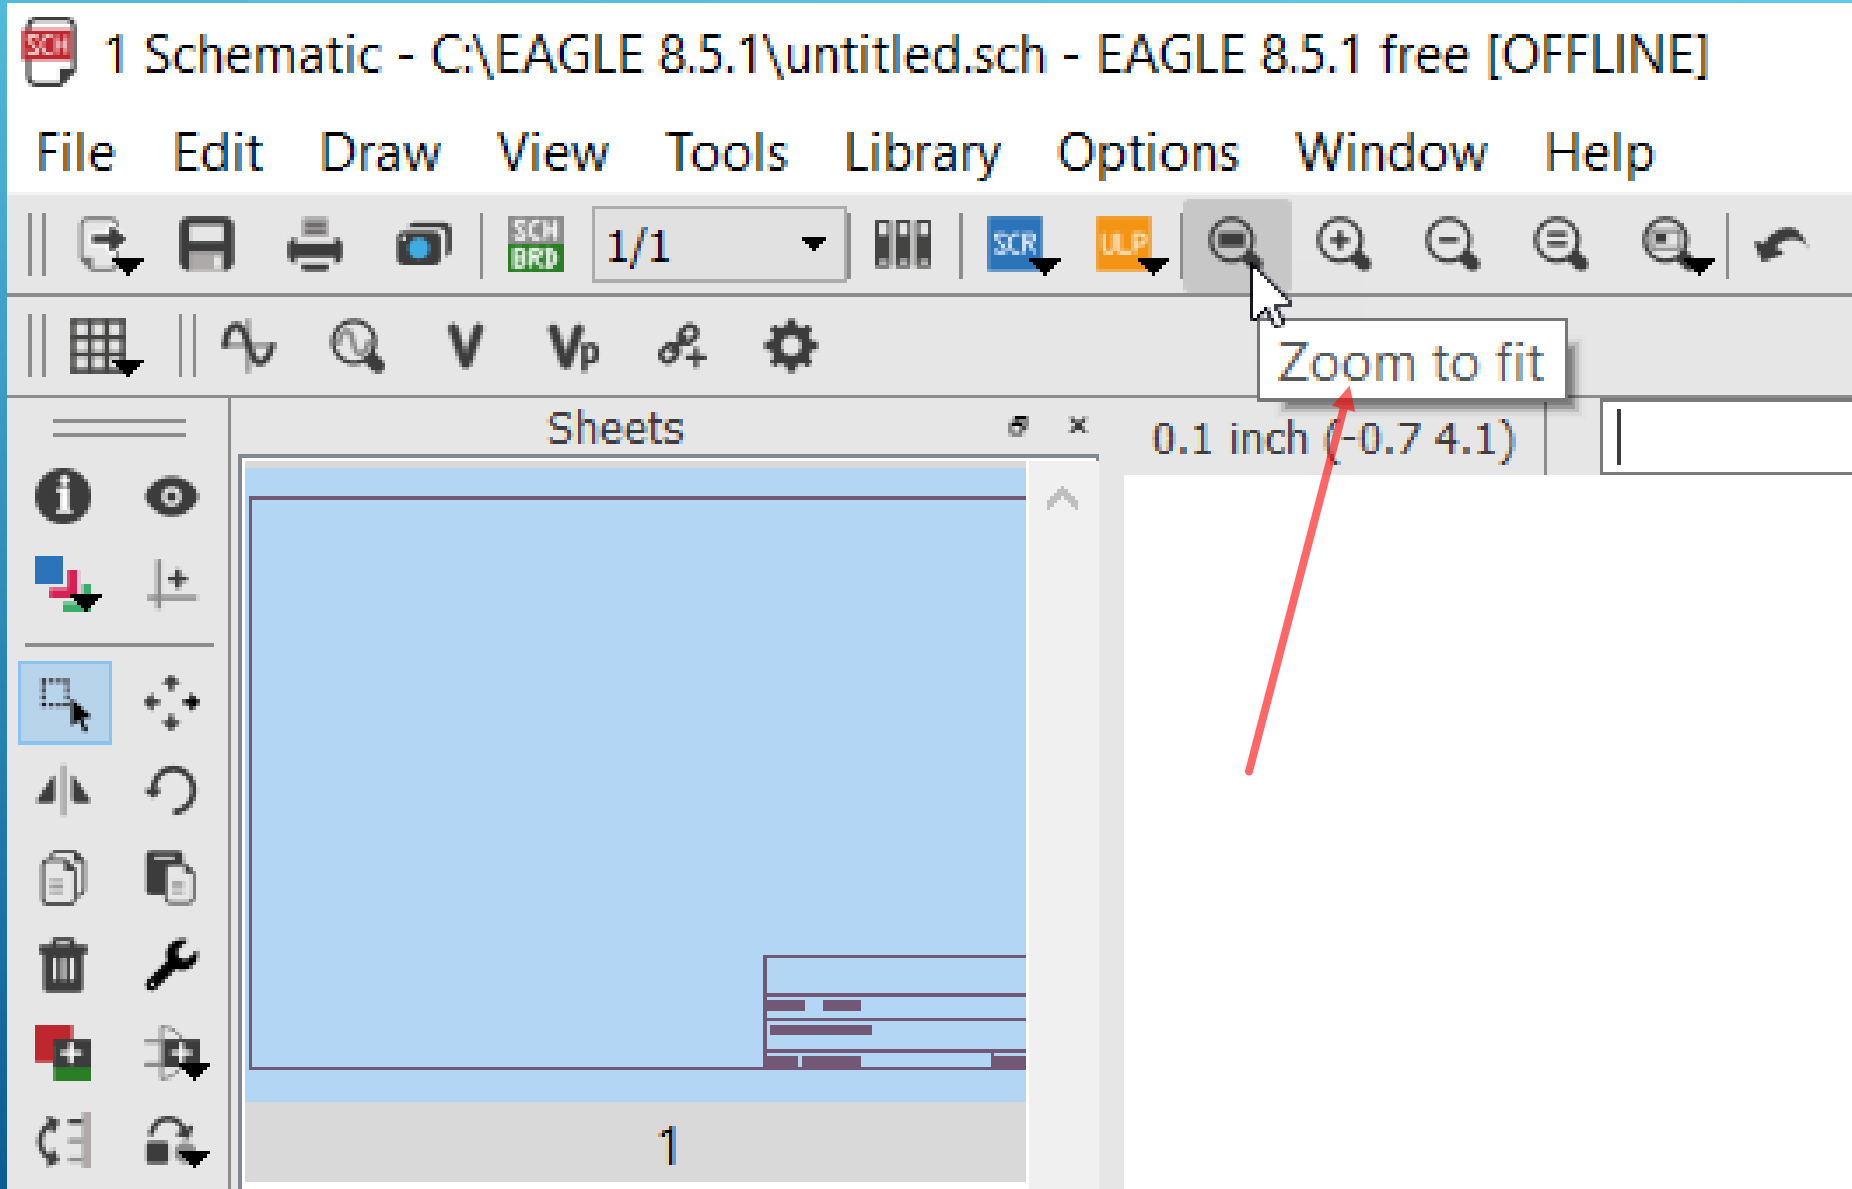 SCH
1 Schematic - C:\EAGLE 8.5.1\untitled.sch - EAGLE 8.5.1 free [OFFLINE]
File Edit Draw View Tools Library Options Window Help
SCH
BRD
1/1
SCR
ULP
V
Vp
Zoom to fit
Sheets
0.1 inch (-0.7 4.1)
1